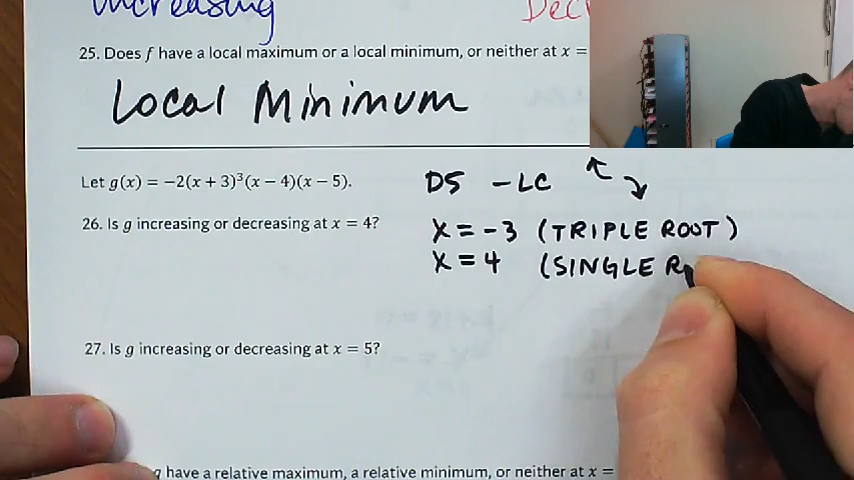 Increasing
25. Does f have a local maximum or a local minimum, or neither at x =
Local Minimum
Let g(x) = −2(x + 3)³(x − 4)(x − 5).
D5 -LC
26. Is g increasing or decreasing at x = 4?
x = -3 (TRIPLE ROOT)
x = 4 (SINGLE R
27. Is g increasing or decreasing at x = 5?
g have a relative maximum, a relative minimum, or neither at x =